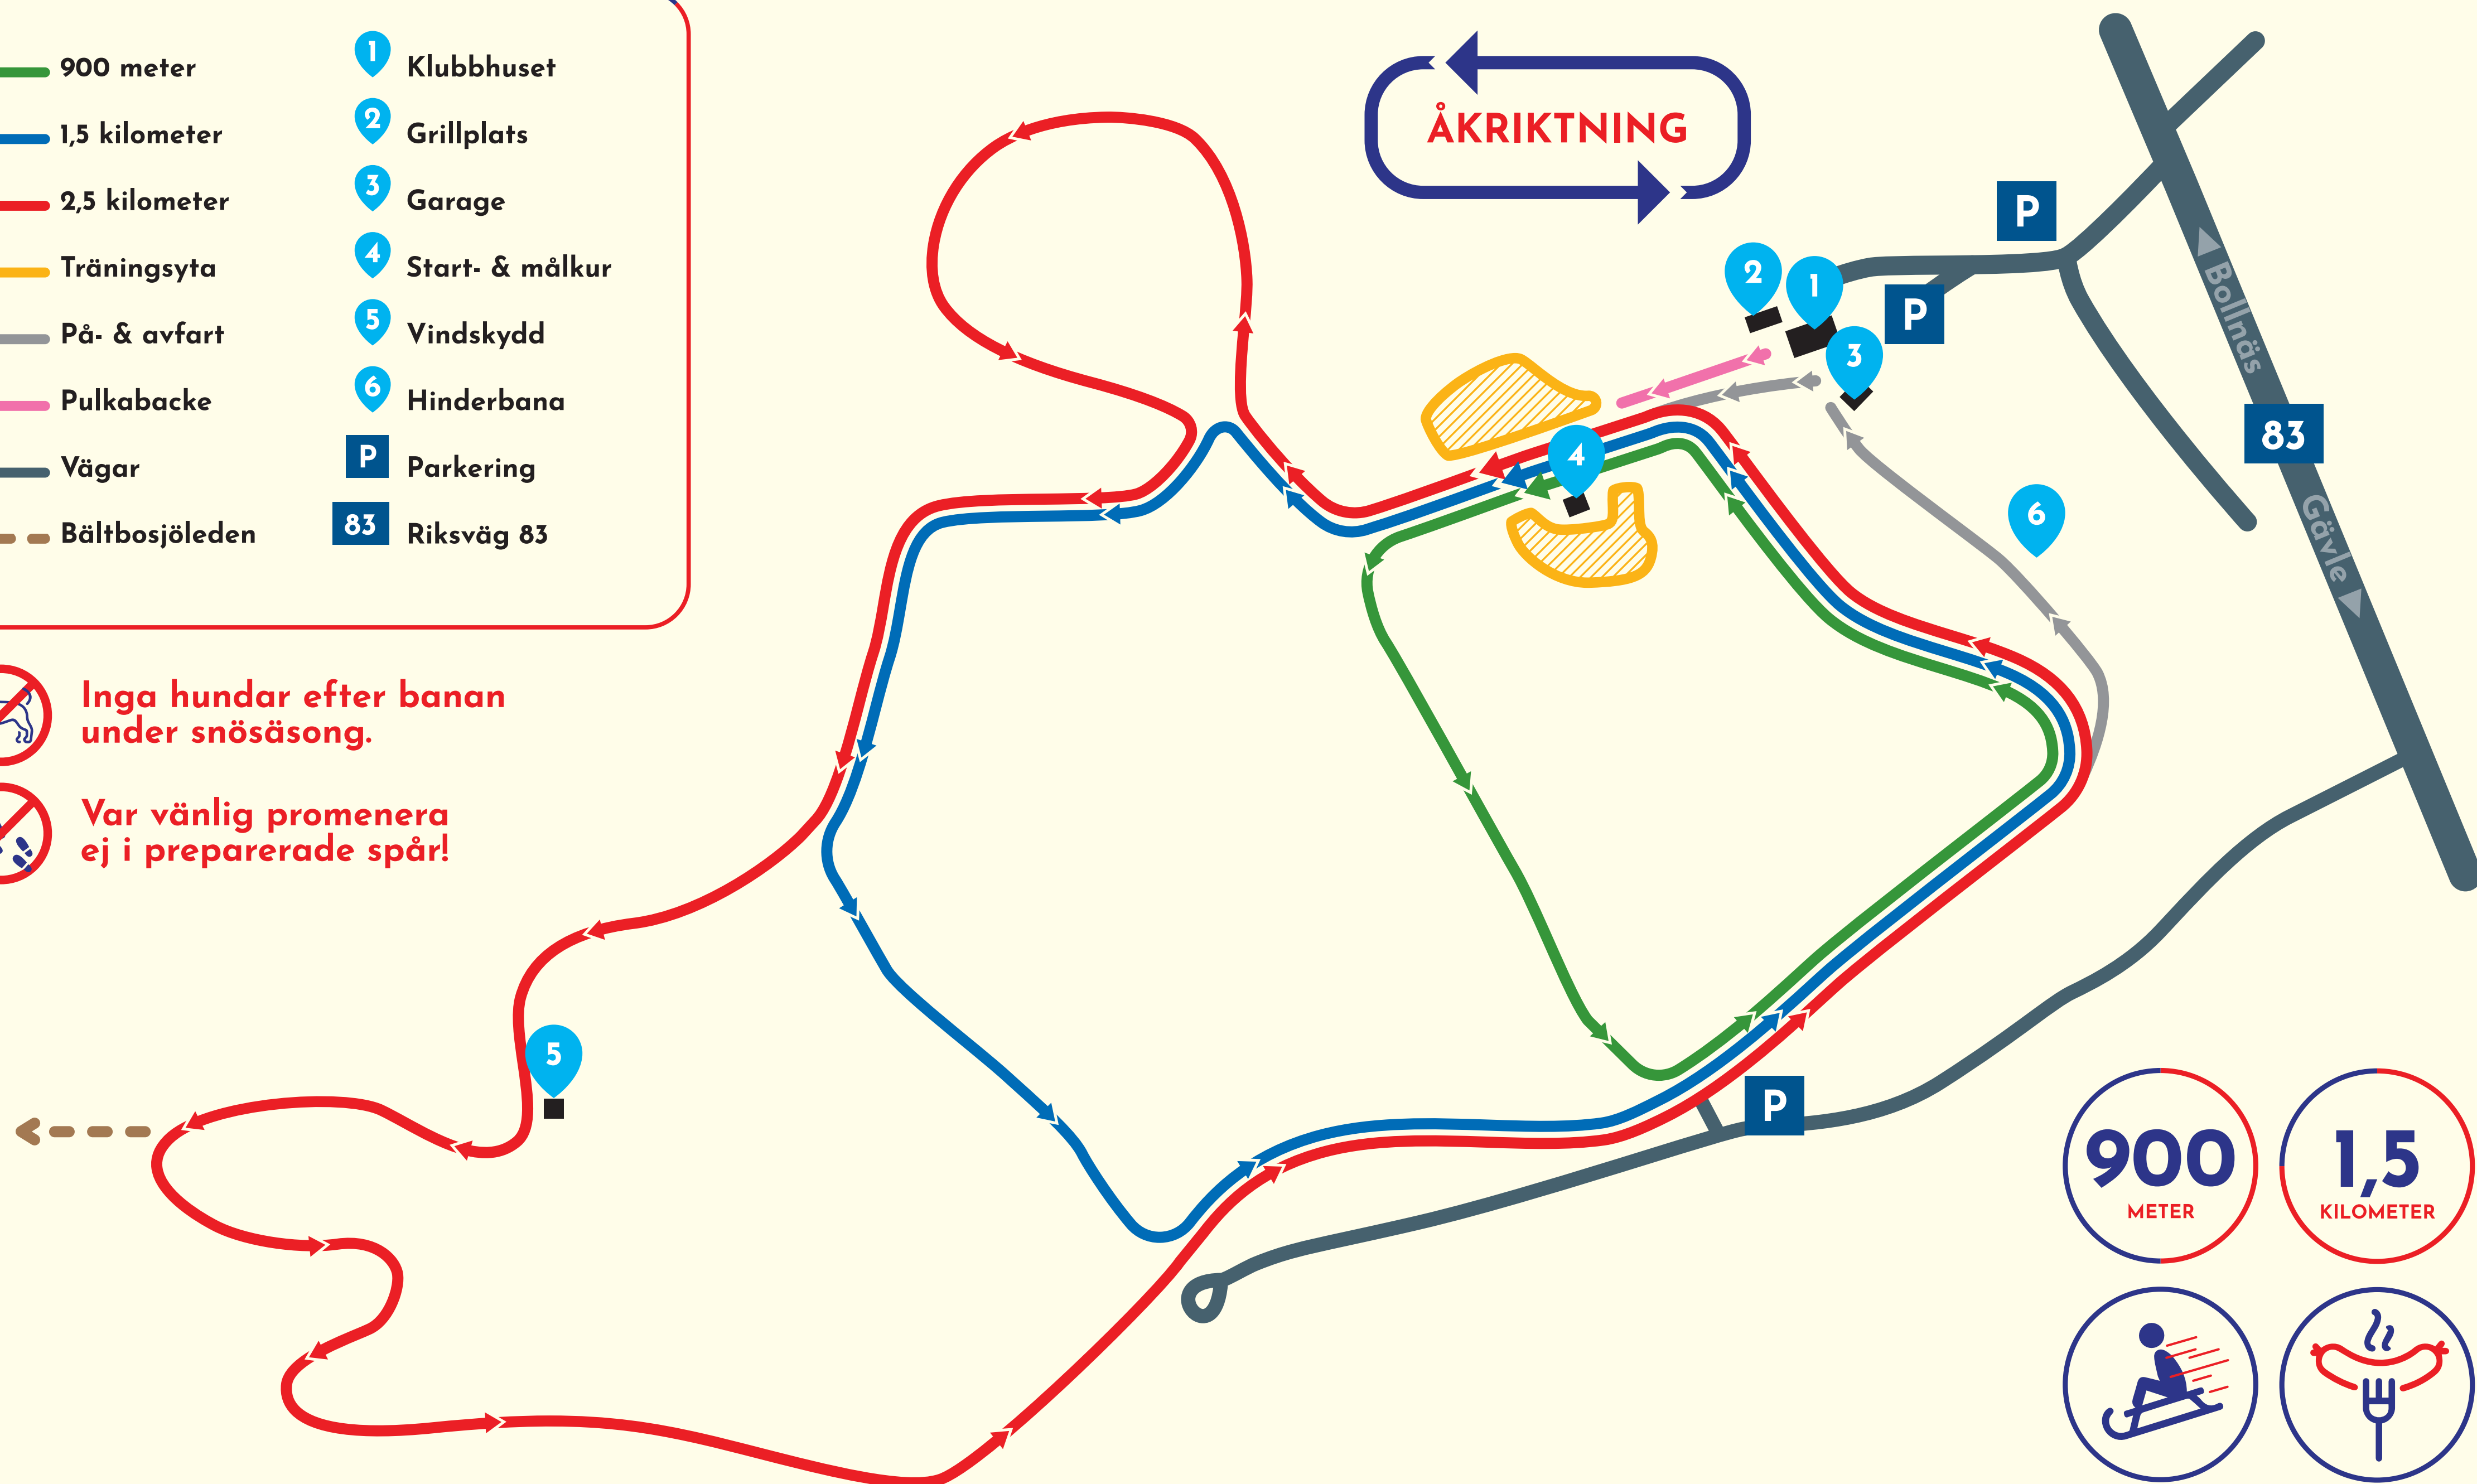 900 meter
1,5 kilometer
2,5 kilometer
Träningsyta
På- & avfart
Pulkabacke
Vägar
Bältbosjöleden
1 Klubbhuset
2 Grillplats
3 Garage
4 Start- & målkur
5 Vindskydd
6 Hinderbana
P Parkering
83 Riksväg 83
Inga hundar efter banan
under snösäsong.
Var vänlig promenera
ej i preparerade spår!
ÅKRIKTNING
P
2
1
P
3
Bollnäs
83
4
6
Gävle
5
P
900
METER
1,5
KILOMETER